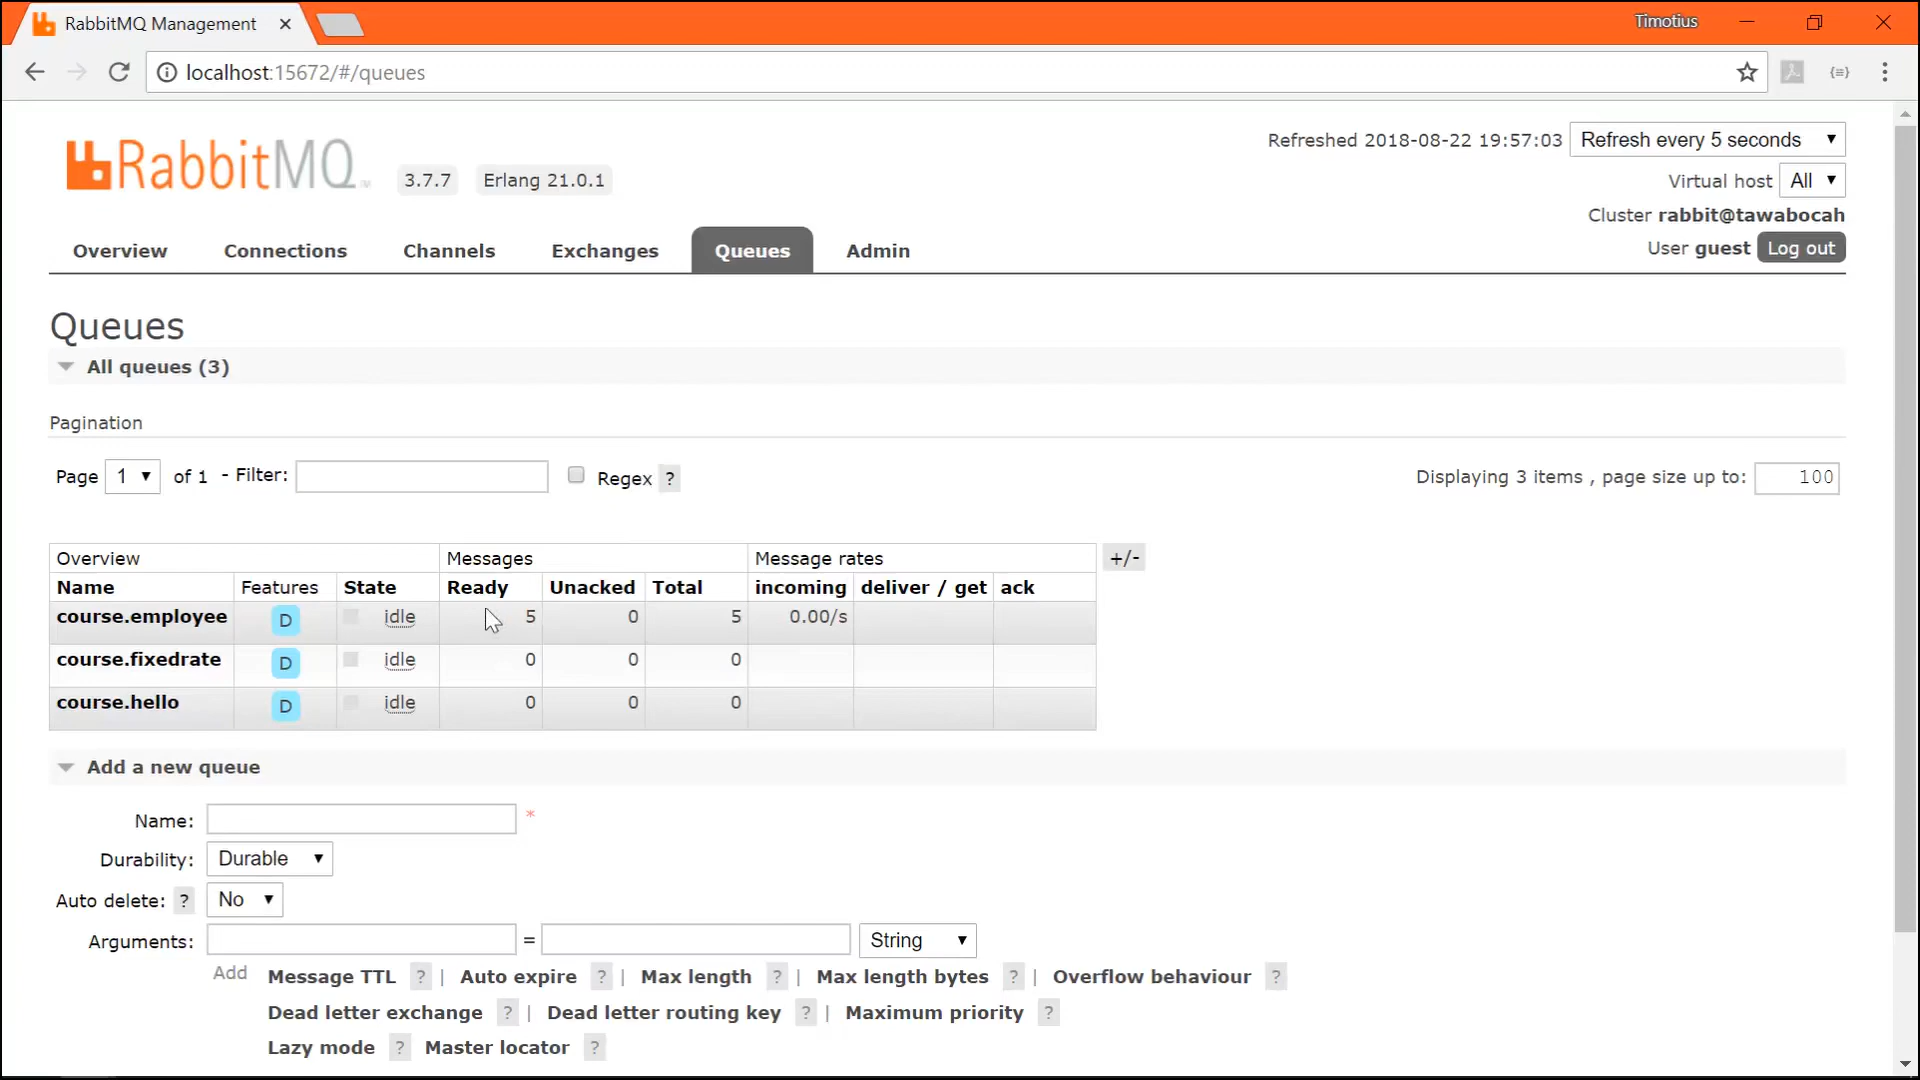 RabbitMQ Management
Timotius
localhost:15672/#/queues
RabbitMQ
3.7.7
Erlang 21.0.1
Refreshed 2018-08-22 19:57:03 Refresh every 5 seconds
Virtual host All
Cluster rabbit@tawabocah
User guest Log out
Overview Connections Channels Exchanges Queues Admin
Queues
All queues (3)
Pagination
Page 1 of 1 - Filter: Regex ? Displaying 3 items , page size up to: 100
Overview Messages Message rates +/-
Name Features State Ready Unacked Total incoming deliver / get ack
course.employee D idle 5 0 5 0.00/s
course.fixedrate D idle 0 0 0
course.hello D idle 0 0 0
Add a new queue
Name: *
Durability: Durable
Auto delete: ? No
Arguments: = String
Add Message TTL ? | Auto expire ? | Max length ? | Max length bytes ? | Overflow behaviour ?
Dead letter exchange ? | Dead letter routing key ? | Maximum priority ?
Lazy mode ? Master locator ?